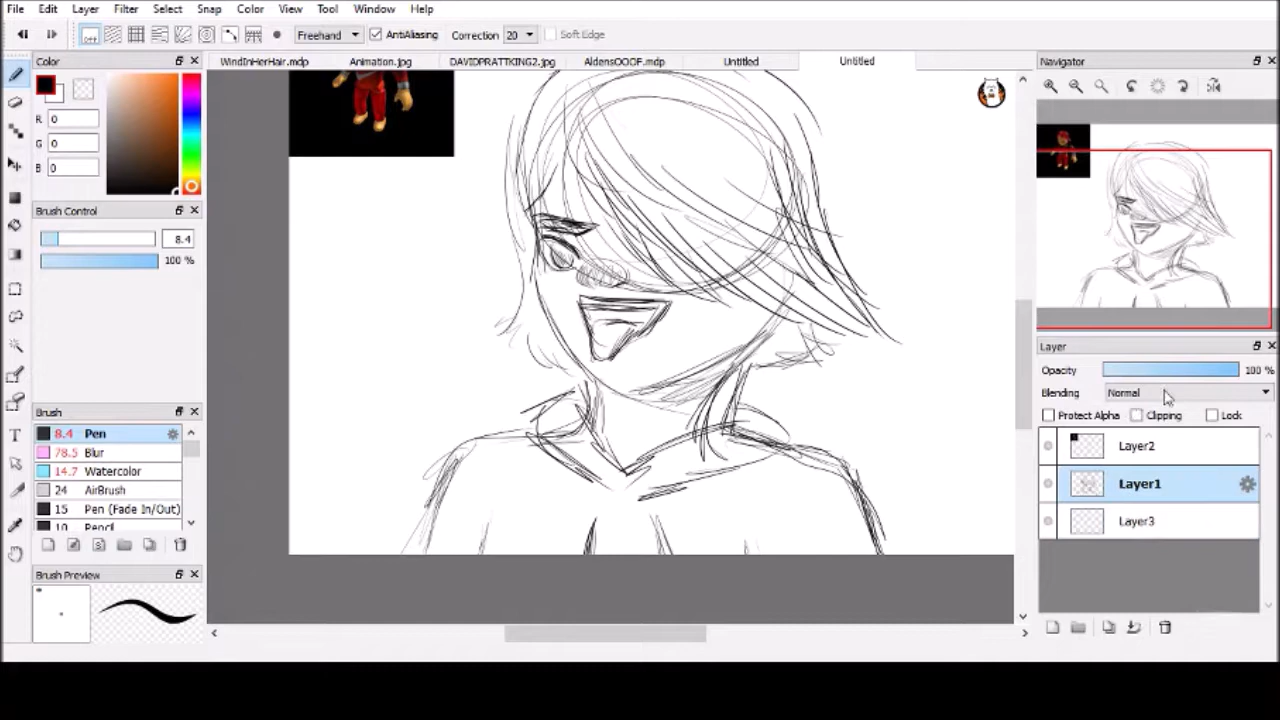 File Edit Layer Filter Select Snap Color View Tool Window Help
Off Freehand AntiAliasing Correction 20 Soft Edge
Color WindInHerHair.mdp Animation.jpg DAVIDPRATTKING2.jpg AldensOOOF.mdp Untitled Untitled Navigator
R 0
G 0
B 0
Brush Control
8.4
100 %
Layer
Opacity 100 %
Blending Normal
Protect Alpha Clipping Lock
Brush
8.4 Pen
78.5 Blur
14.7 Watercolor
24 AirBrush
15 Pen (Fade In/Out)
10 Pencil
Layer2
Layer1
Layer3
Brush Preview